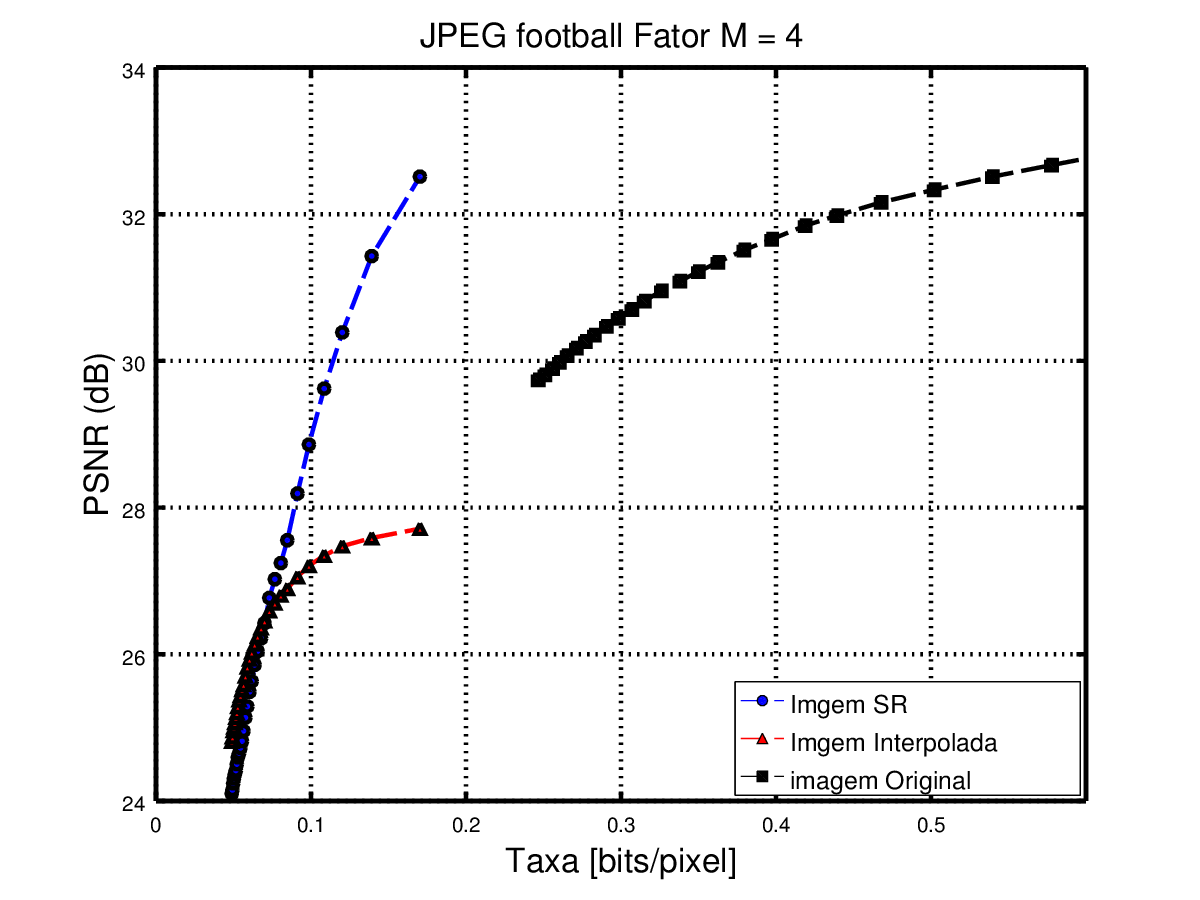 JPEG football Fator M = 4
34
32
30
28
26
24
PSNR (dB)
0
0.1
0.2
0.3
0.4
0.5
Taxa [bits/pixel]
Imgem SR
Imgem Interpolada
imagem Original